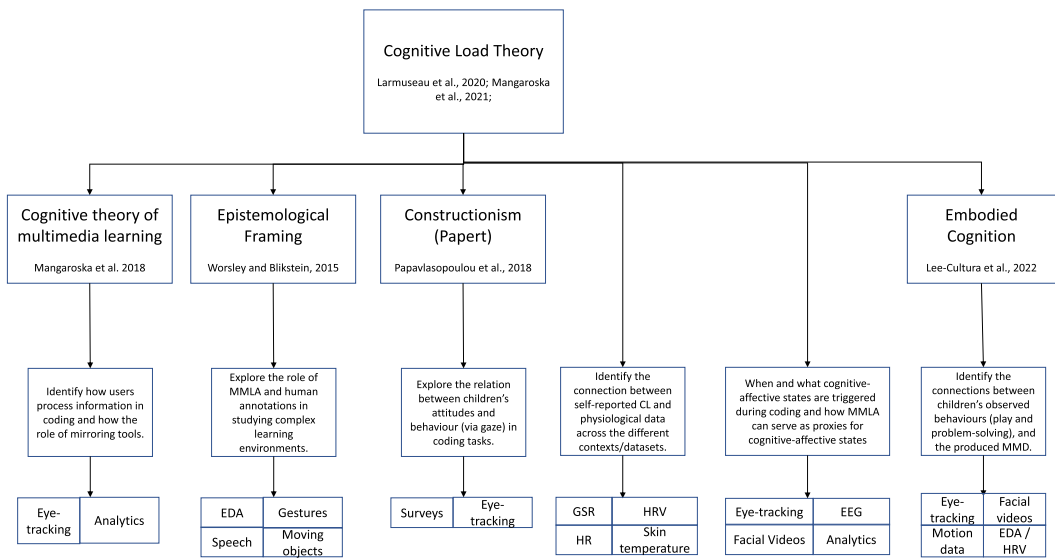 Cognitive Load Theory
Larmuseau et al., 2020; Mangaroska
et al., 2021;
Cognitive theory of
multimedia learning
Mangaroska et al. 2018
Epistemological
Framing
Worsley and Blikstein, 2015
Constructionism
(Papert)
Papavlasopoulou et al., 2018
Embodied
Cognition
Lee-Cultura et al., 2022
Identify how users
process information in
coding and how the
role of mirroring tools.
Explore the role of
MMLA and human
annotations in
studying complex
learning
environments.
Explore the relation
between children's
attitudes and
behaviour (via gaze) in
coding tasks.
Identify the
connection between
self-reported CL and
physiological data
across the different
contexts/datasets.
When and what cognitive-
affective states are triggered
during coding and how MMLA
can serve as proxies for
cognitive-affective states
Identify the
connections between
children's observed
behaviours (play and
problem-solving), and
the produced MMD.
Eye-
tracking
Analytics
EDA
Gestures
Speech
Moving
objects
Surveys
Eye-
tracking
GSR
HRV
HR
Skin
temperature
Eye-tracking
EEG
Facial Videos
Analytics
Eye-
tracking
Facial
videos
Motion
data
EDA /
HRV